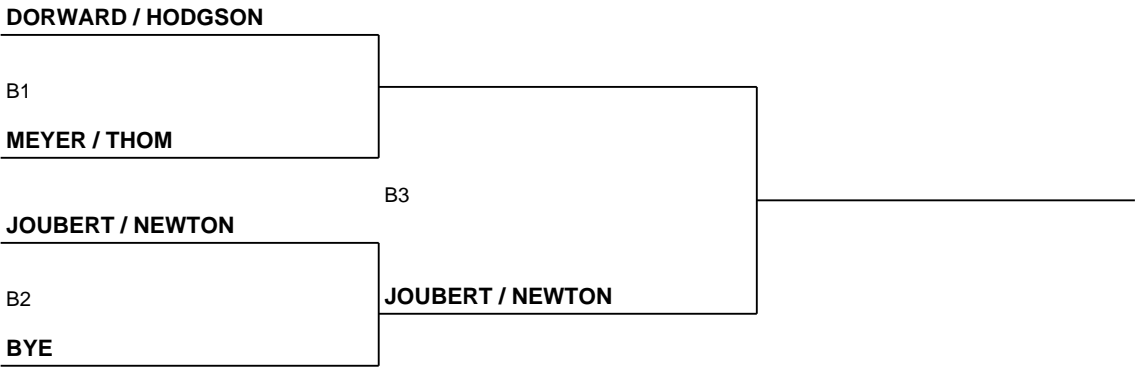 DORWARD / HODGSON
B1
MEYER / THOM
B3
JOUBERT / NEWTON
B2
JOUBERT / NEWTON
BYE